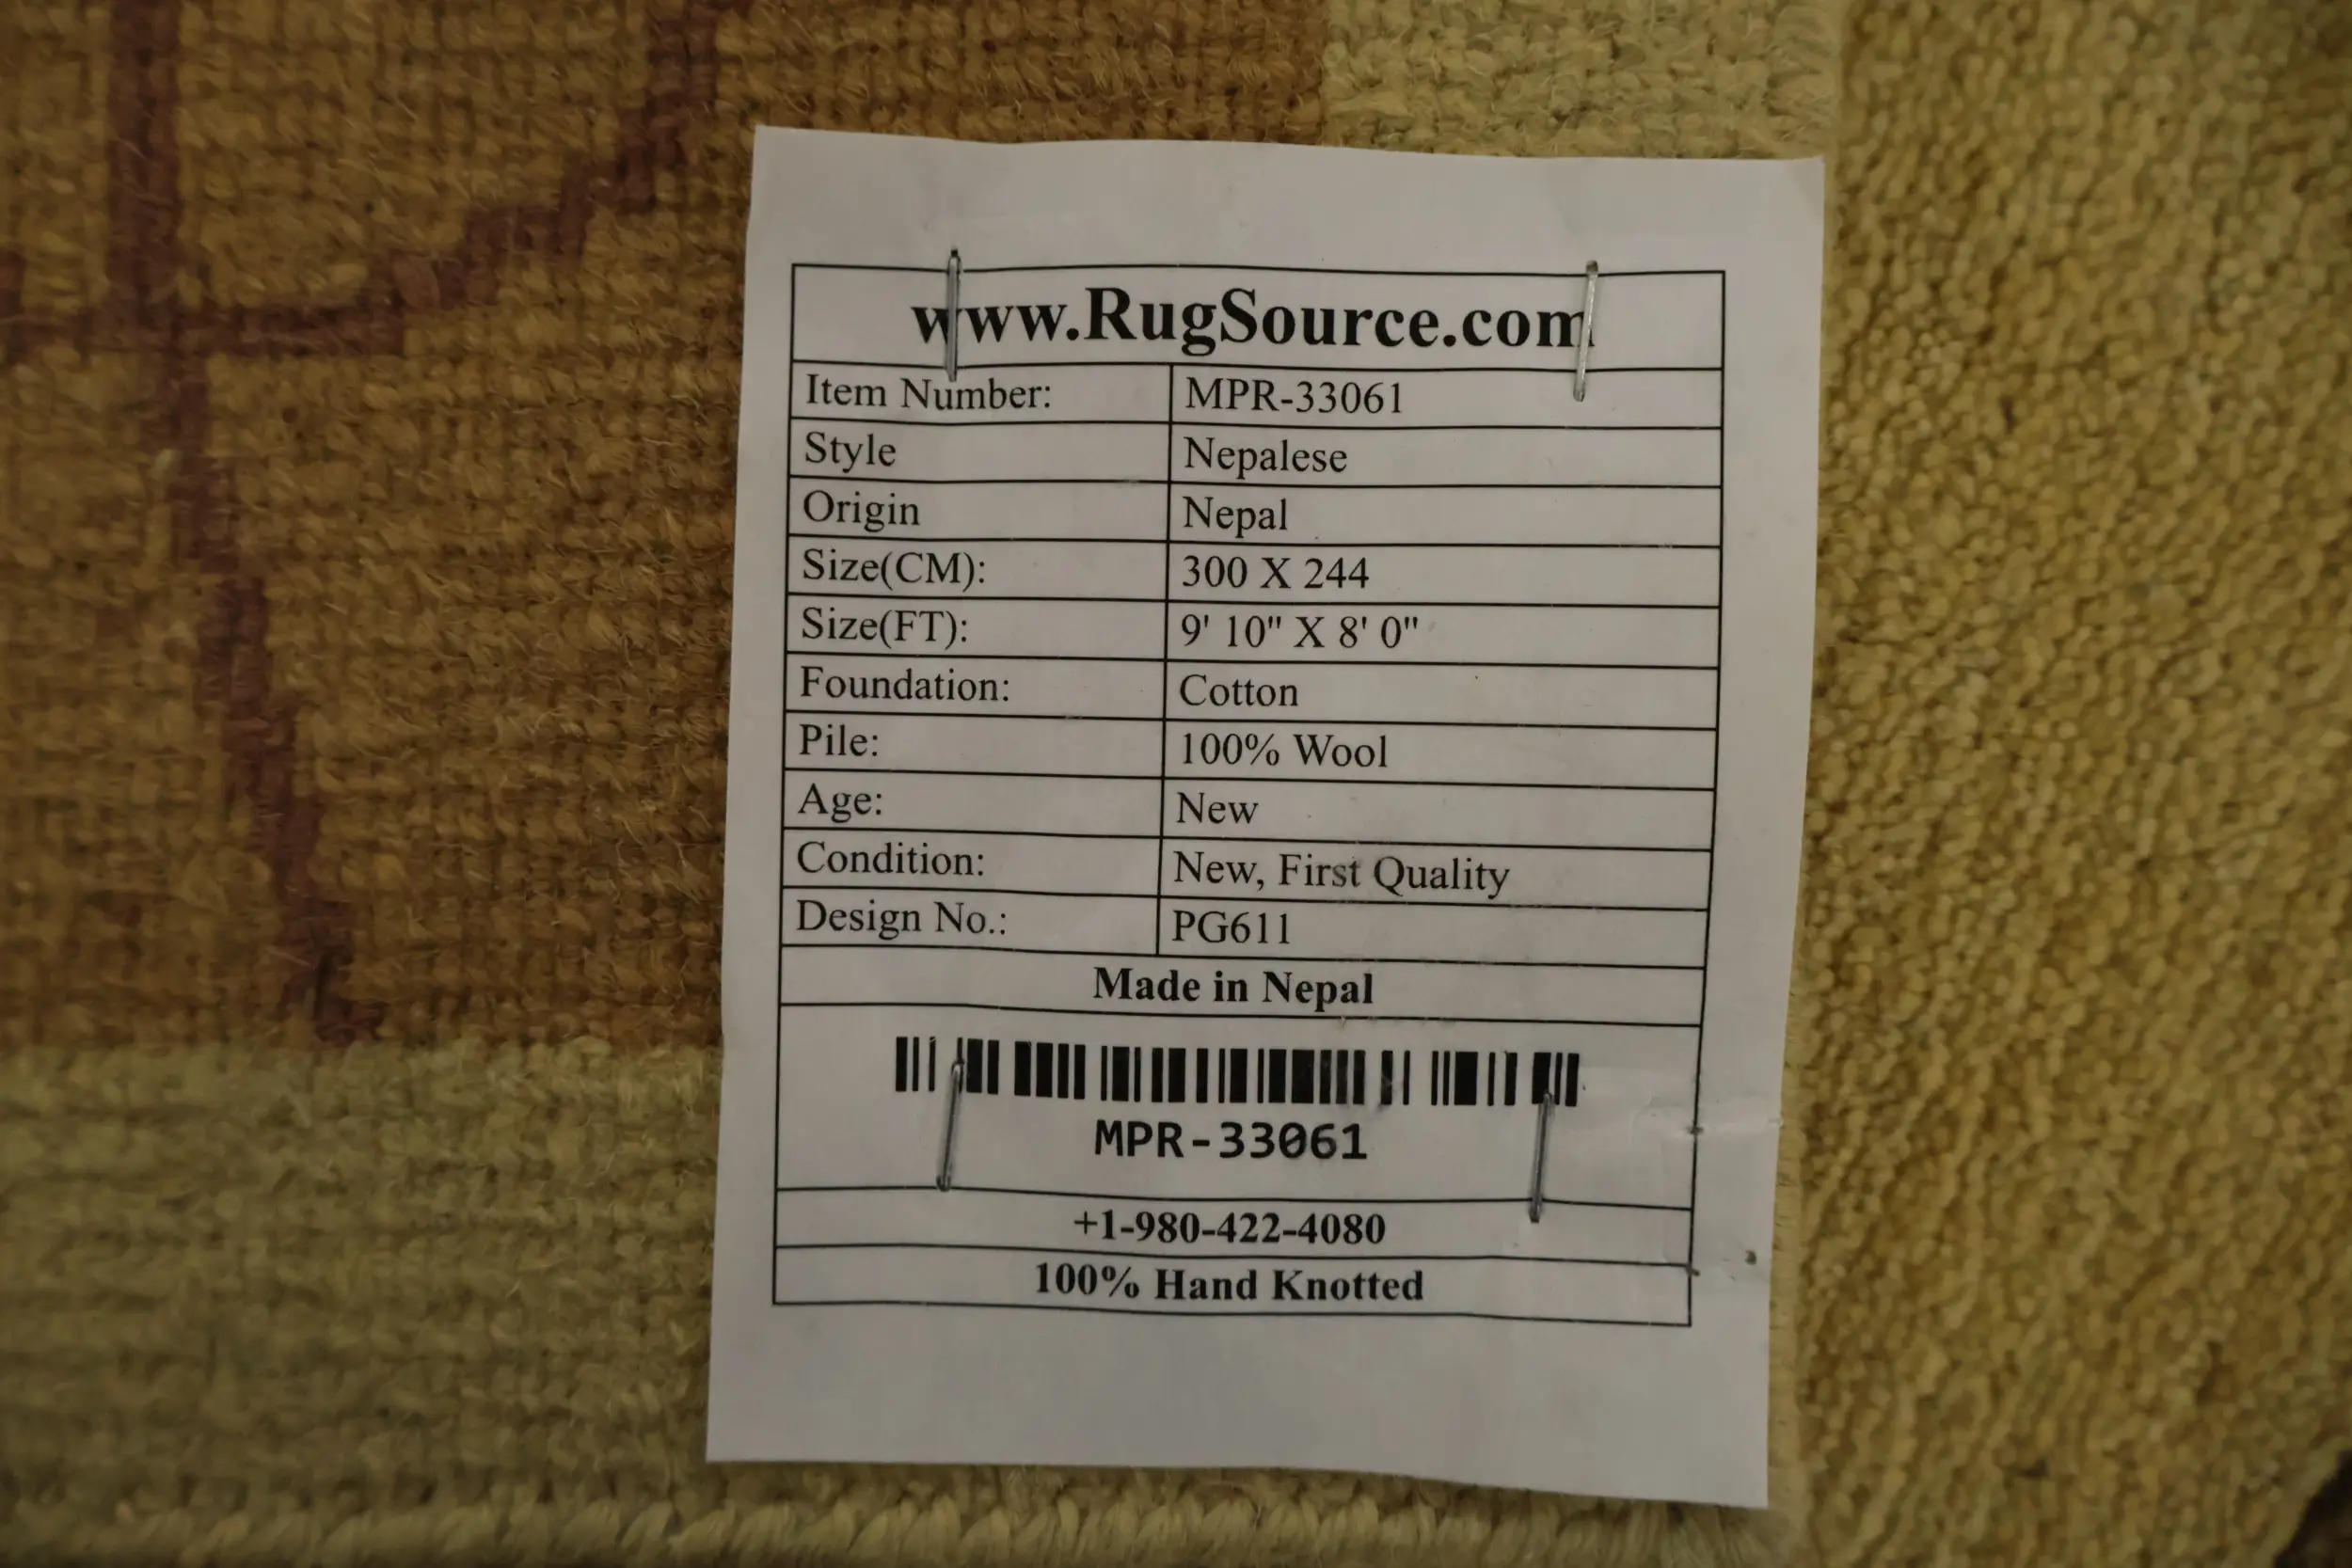 www.RugSource.com
Item Number: MPR-33061
Style Nepalese
Origin Nepal
Size(CM): 300 X 244
Size(FT): 9' 10" X 8' 0"
Foundation: Cotton
Pile: 100% Wool
Age: New
Condition: New, First Quality
Design No.: PG611
Made in Nepal
MPR-33061
+1-980-422-4080
100% Hand Knotted